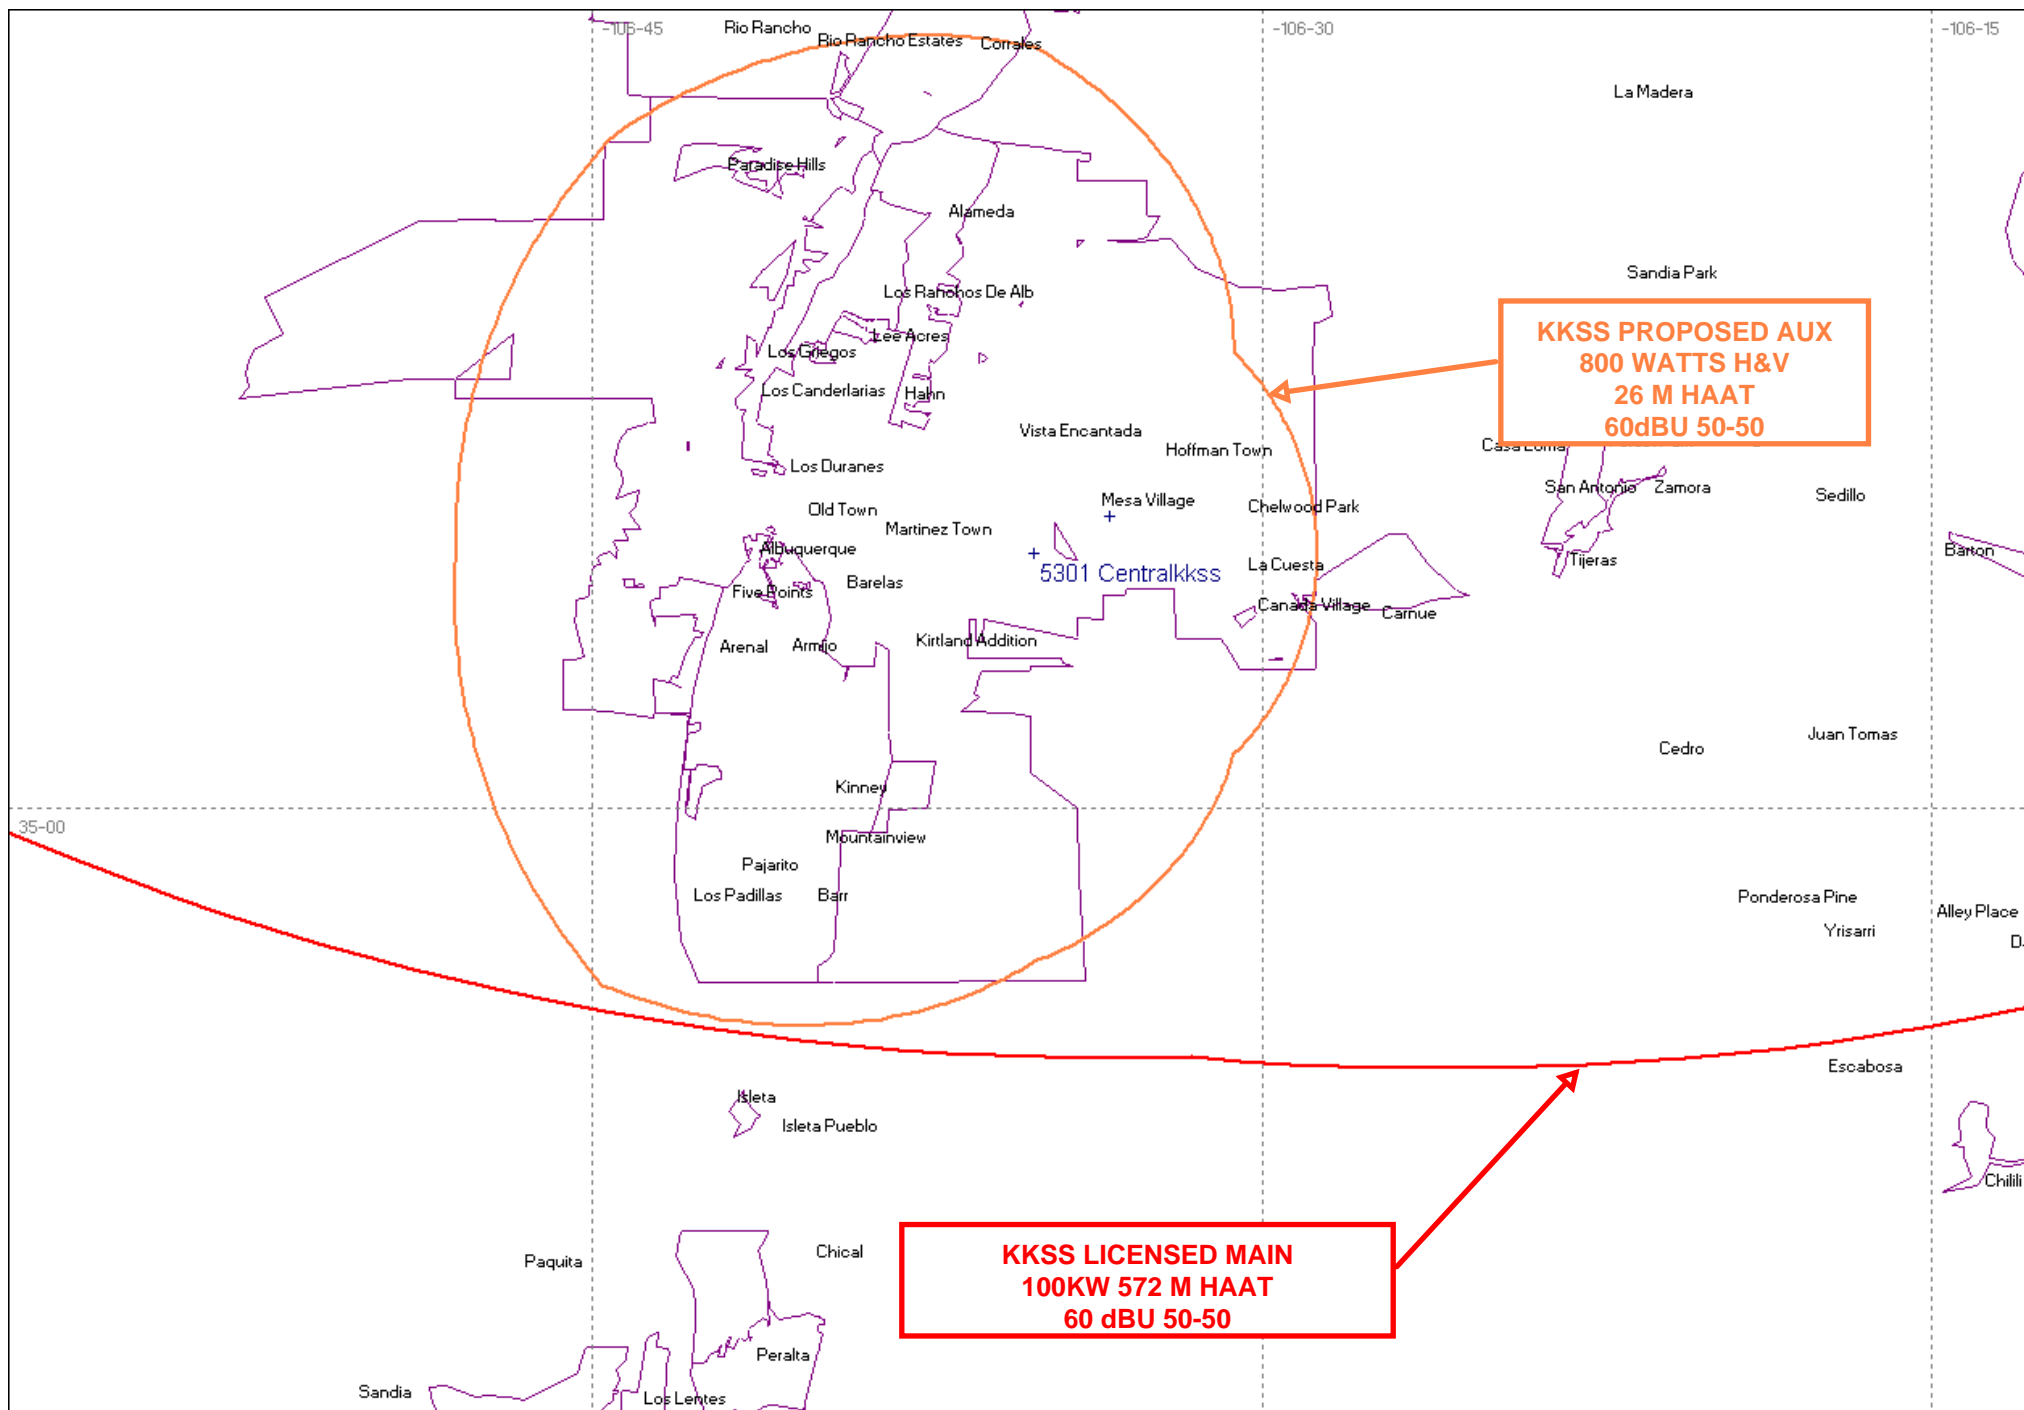 -106-45
-106-30
-106-15
Rio Rancho
Rio Rancho Estates
Corrales
La Madera
Paradise Hills
Alameda
Sandia Park
Los Ranchos De Alb
KKSS PROPOSED AUX
800 WATTS H&V
26 M HAAT
60dBU 50-50
Lee Acres
Los Griegos
Los Canderlarias
Hahn
Vista Encantada
Hoffman Town
Casa Loma
Los Duranes
San Antonio
Zamora
Sedillo
Mesa Village
Chelwood Park
Old Town
Martinez Town
Albuquerque
Barton
Tijeras
La Cuesta
5301 Centralkkss
Barelas
Five Points
Canada Village
Carnue
Arenal
Armijo
Kirtland Addition
Juan Tomas
Cedro
Kinney
35-00
Mountainview
Pajarito
Los Padillas
Barr
Ponderosa Pine
Alley Place
Yrisarri
D
Escabosa
Isleta
Isleta Pueblo
Chilili
Chical
Paquita
KKSS LICENSED MAIN
100KW 572 M HAAT
60 dBU 50-50
Peralta
Sandia
Los Lentes